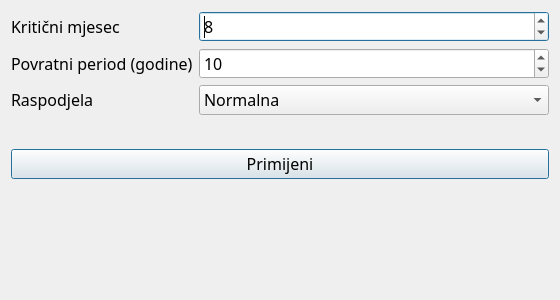 Kritični mjesec 8
Povratni period (godine) 10
Raspodjela Normalna
Primijeni